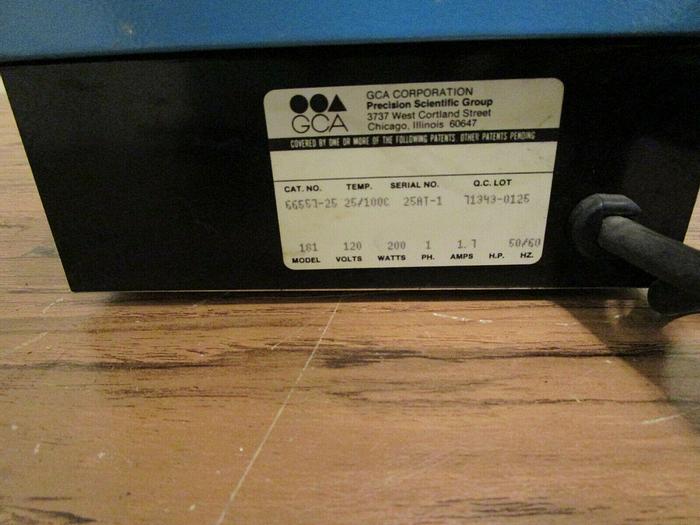 GCA
GCA CORPORATION
Precision Scientific Group
3737 West Cortland Street
Chicago, Illinois 60647
COVERED BY ONE OR MORE OF THE FOLLOWING PATENTS. OTHER PATENTS PENDING
CAT. NO. TEMP. SERIAL NO. Q.C. LOT
66557-25 25/100C 25AT-1 71343-0125
181 120 200 1 1.7 50/60
MODEL VOLTS WATTS PH. AMPS H.P. HZ.